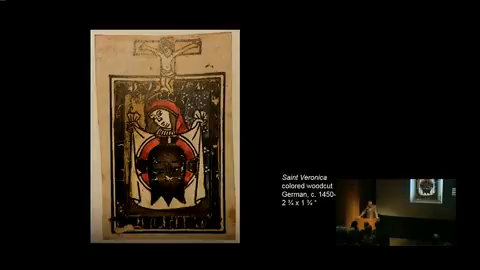 Saint Veronica
colored woodcut
German, c. 1450-
2 ¾ x 1 ¾ "